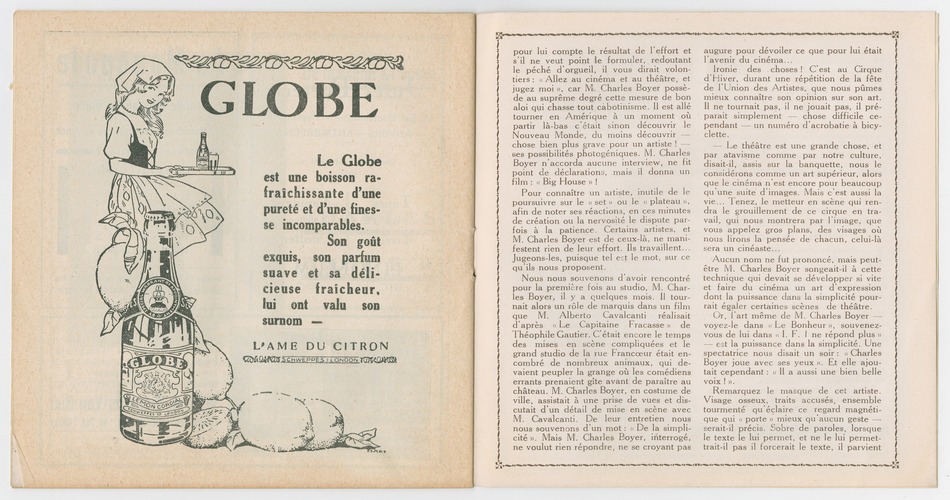 GLOBE
Le Globe
est une boisson ra-
fraîchissante d'une
pureté et d'une fines-
se incomparables.
Son goût
exquis, son parfum
suave et sa déli-
cieuse fraîcheur,
lui ont valu son
surnom —
L'AME DU CITRON
SCHWEPPES · LONDON
GLOBE
LEMON CORDIAL
pour lui compte le résultat de l'effort et
s'il ne veut point le formuler, redoutant
le péché d'orgueil, il vous dirait volon-
tiers : « Allez au cinéma et au théâtre, et
jugez moi », car M. Charles Boyer possè-
de au suprême degré cette mesure de bon
aloi qui chasse tout cabotinisme. Il est allé
tourner en Amérique à un moment où
partir là-bas c'était sinon découvrir le
Nouveau Monde, du moins découvrir —
chose bien plus grave pour un artiste ! —
ses possibilités photogéniques. M. Charles
Boyer n'accorda aucune interview, ne fit
point de déclarations, mais il donna un
film : « Big House » !
Pour connaître un artiste, inutile de le
poursuivre sur le « set » ou le « plateau »,
afin de noter ses réactions, en ces minutes
de création ou la nervosité le dispute par-
fois à la patience. Certains artistes, et
M. Charles Boyer est de ceux-là, ne mani-
festent rien de leur effort. Ils travaillent...
Jugeons-les, puisque tel est le mot, sur ce
qu'ils nous proposent.
Nous nous souvenons d'avoir rencontré
pour la première fois au studio, M. Char-
les Boyer, il y a quelques mois. Il tour-
nait alors un rôle de marquis dans un film
que M. Alberto Cavalcanti réalisait
d'après « Le Capitaine Fracasse » de
Théophile Gautier. C'était encore le temps
des mises en scène compliquées et le
grand studio de la rue Francœur était en-
combré de nombreux animaux, qui de-
vaient peupler la grange où les comédiens
errants prenaient gîte avant de paraître au
château. M. Charles Boyer, en costume de
ville, assistait à une prise de vues et dis-
cutait d'un détail de mise en scène avec
M. Cavalcanti. De leur entretien nous
nous souvenons d'un mot : « De la simpli-
cité ». Mais M. Charles Boyer, interrogé,
ne voulut rien répondre, ne se croyant pas
augure pour dévoiler ce que pour lui était
l'avenir du cinéma...
Ironie des choses ! C'est au Cirque
d'Hiver, durant une répétition de la fête
de l'Union des Artistes, que nous pûmes
mieux connaître son opinion sur son art.
Il ne tournait pas, il ne jouait pas, il pré-
parait simplement — chose difficile ce-
pendant — un numéro d'acrobatie à bicy-
clette.
— Le théâtre est une grande chose, et
par atavisme comme par notre culture,
disait-il, assis sur la banquette, nous le
considérons comme un art supérieur, alors
que le cinéma n'est encore pour beaucoup
qu'une suite d'images. Mais c'est aussi la
vie... Tenez, le metteur en scène qui ren-
dra le grouillement de ce cirque en tra-
vail, qui nous montrera par l'image, que
vous appelez gros plans, des visages où
nous lirons la pensée de chacun, celui-là
sera un cinéaste...
Aucun nom ne fut prononcé, mais peut-
être M. Charles Boyer songeait-il à cette
technique qui devait se développer si vite
et faire du cinéma un art d'expression
dont la puissance dans la simplicité pour-
rait égaler certaines scènes de théâtre.
Or, l'art même de M. Charles Boyer —
voyez-le dans « Le Bonheur », souvenez-
vous de lui dans « I. F. 1 ne répond plus »
— est la puissance dans la simplicité. Une
spectatrice nous disait un soir : « Charles
Boyer joue avec ses yeux ». Et elle ajou-
tait cependant : « Il a aussi une bien belle
voix ! ».
Remarquez le masque de cet artiste.
Visage osseux, traits accusés, ensemble
tourmenté qu'éclaire ce regard magnéti-
que qui « porte » mieux qu'aucun geste —
serait-il précis. Sobre de paroles, lorsque
le texte le lui permet, et ne le lui permet-
trait-il pas il forcerait le texte, il parvient